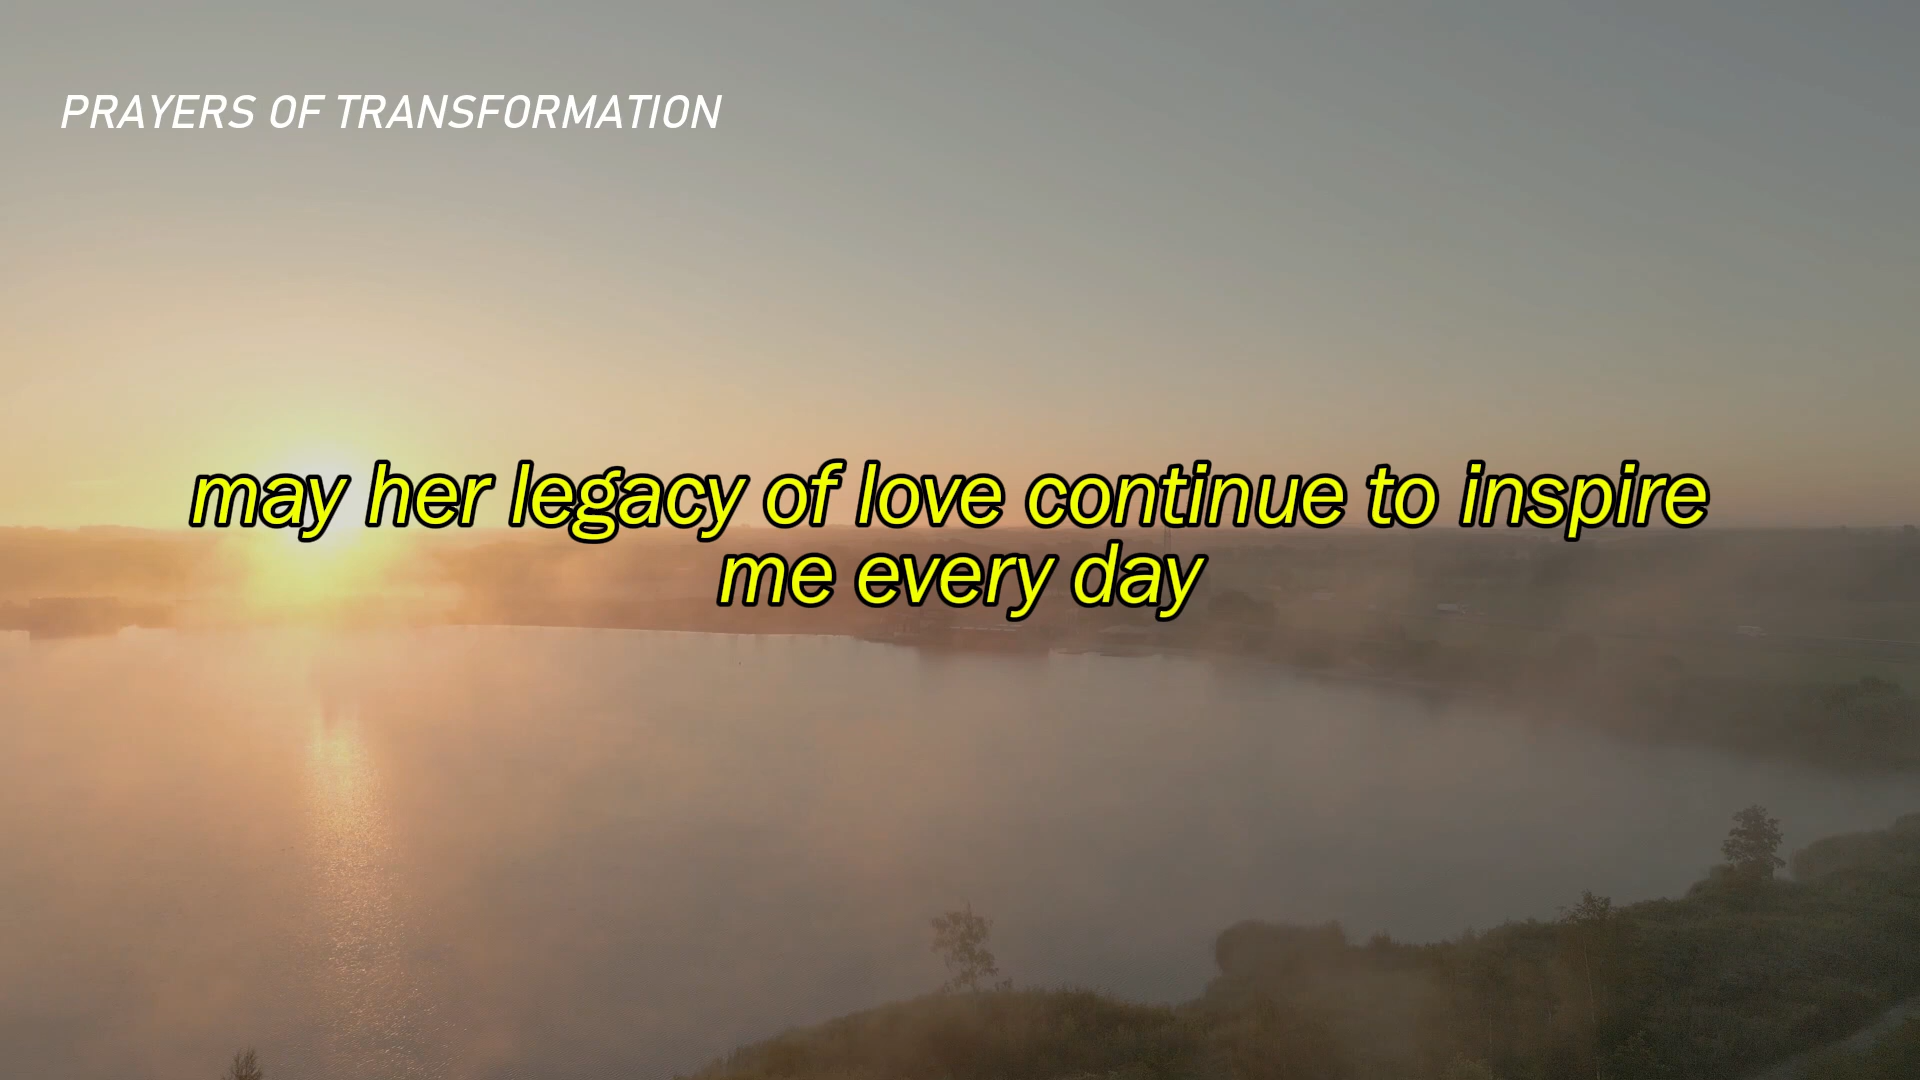 PRAYERS OF TRANSFORMATION
may her legacy of love continue to inspire
me every day